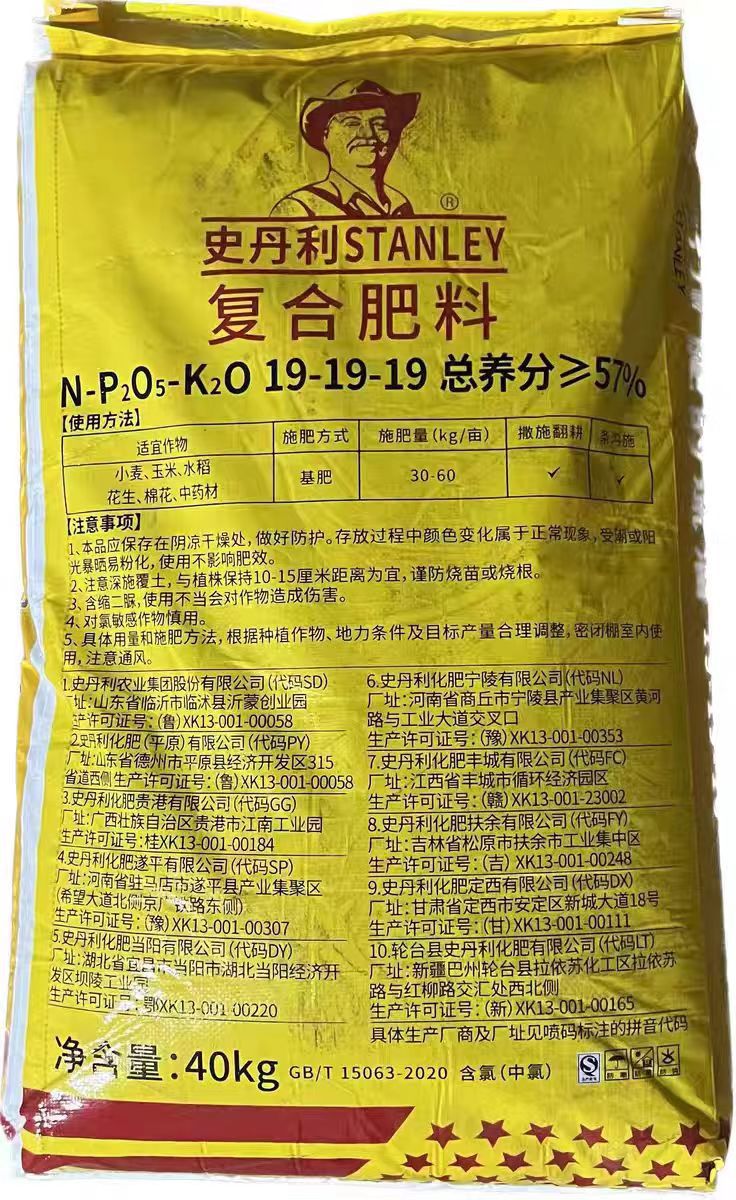 ®
史丹利STANLEY
复合肥料
N-P₂O₅-K₂O 19-19-19 总养分≥57%
【使用方法】
适宜作物 施肥方式 施肥量(kg/亩) 撒施翻耕 条沟施
小麦、玉米、水稻
花生、棉花、中药材 基肥 30-60 ✓ ✓
【注意事项】
1、本品应保存在阴凉干燥处,做好防护。存放过程中颜色变化属于正常现象,受潮或阳
光暴晒易粉化,使用不影响肥效。
2、注意深施覆土,与植株保持10-15厘米距离为宜,谨防烧苗或烧根。
3、含缩二脲,使用不当会对作物造成伤害。
4、对氯敏感作物慎用。
5、具体用量和施肥方法,根据种植作物、地力条件及目标产量合理调整,密闭棚室内使
用,注意通风。
1.史丹利农业集团股份有限公司(代码SD)
址:山东省临沂市临沭县沂蒙创业园
产许可证号:(鲁)XK13-001-00058
2.史丹利化肥(平原)有限公司(代码PY)
厂址:山东省德州市平原县经济开发区315
省道西侧 生产许可证号:(鲁)XK13-001-00058
3.史丹利化肥贵港有限公司(代码GG)
厂址:广西壮族自治区贵港市江南工业园
生产许可证号:桂XK13-001-00184
4.史丹利化肥遂平有限公司(代码SP)
厂址:河南省驻马店市遂平县产业集聚区
(希望大道北侧京广铁路东侧)
生产许可证号:(豫)XK13-001-00307
5.史丹利化肥当阳有限公司(代码DY)
厂址:湖北省宜昌市当阳市湖北当阳经济开
发区坝陵工业园
生产许可证号:鄂XK13-001-00220
6.史丹利化肥宁陵有限公司(代码NL)
厂址:河南省商丘市宁陵县产业集聚区黄河
路与工业大道交叉口
生产许可证号:(豫)XK13-001-00353
7.史丹利化肥丰城有限公司(代码FC)
厂址:江西省丰城市循环经济园区
生产许可证号:(赣)XK13-001-23002
8.史丹利化肥扶余有限公司(代码FY)
厂址:吉林省松原市扶余市工业集中区
生产许可证号:(吉)XK13-001-00248
9.史丹利化肥定西有限公司(代码DX)
厂址:甘肃省定西市安定区新城大道18号
生产许可证号:(甘)XK13-001-00111
10.轮台县史丹利化肥有限公司(代码LT)
厂址:新疆巴州轮台县拉依苏化工区拉依苏
路与红柳路交汇处西北侧
生产许可证号:(新)XK13-001-00165
具体生产厂商及厂址见喷码标注的拼音代码
净含量:40kg GB/T 15063-2020 含氯(中氯)
STANLEY